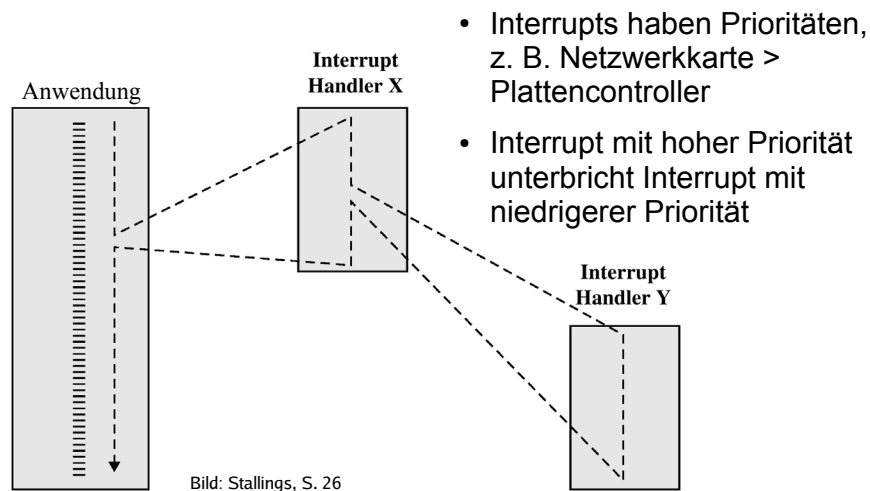 • Interrupts haben Prioritäten,
z. B. Netzwerkkarte >
Plattencontroller
• Interrupt mit hoher Priorität
unterbricht Interrupt mit
niedrigerer Priorität
Anwendung
Interrupt
Handler X
Interrupt
Handler Y
Bild: Stallings, S. 26